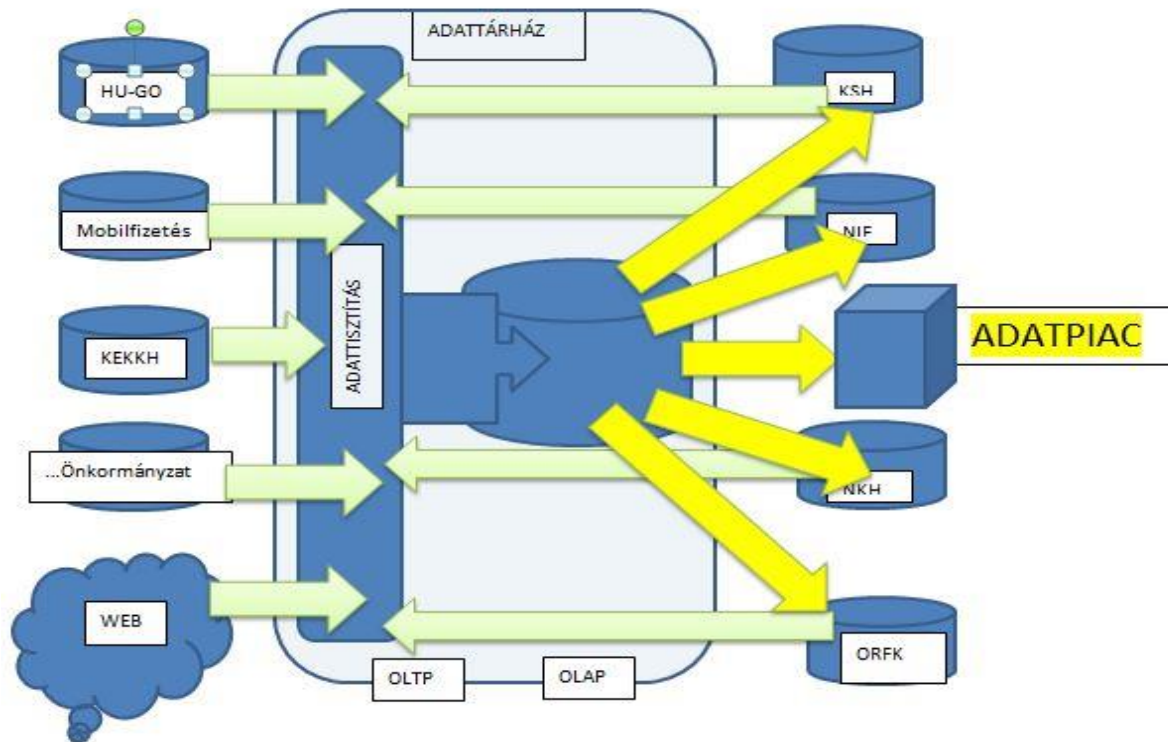 ADATTÁRHÁZ
HU-GO
KSH
Mobilfizetés
NIF
ADATTISZTÍTÁS
KEKKH
ADATPIAC
...Önkormányzat
NKH
WEB
ORFK
OLTP
OLAP